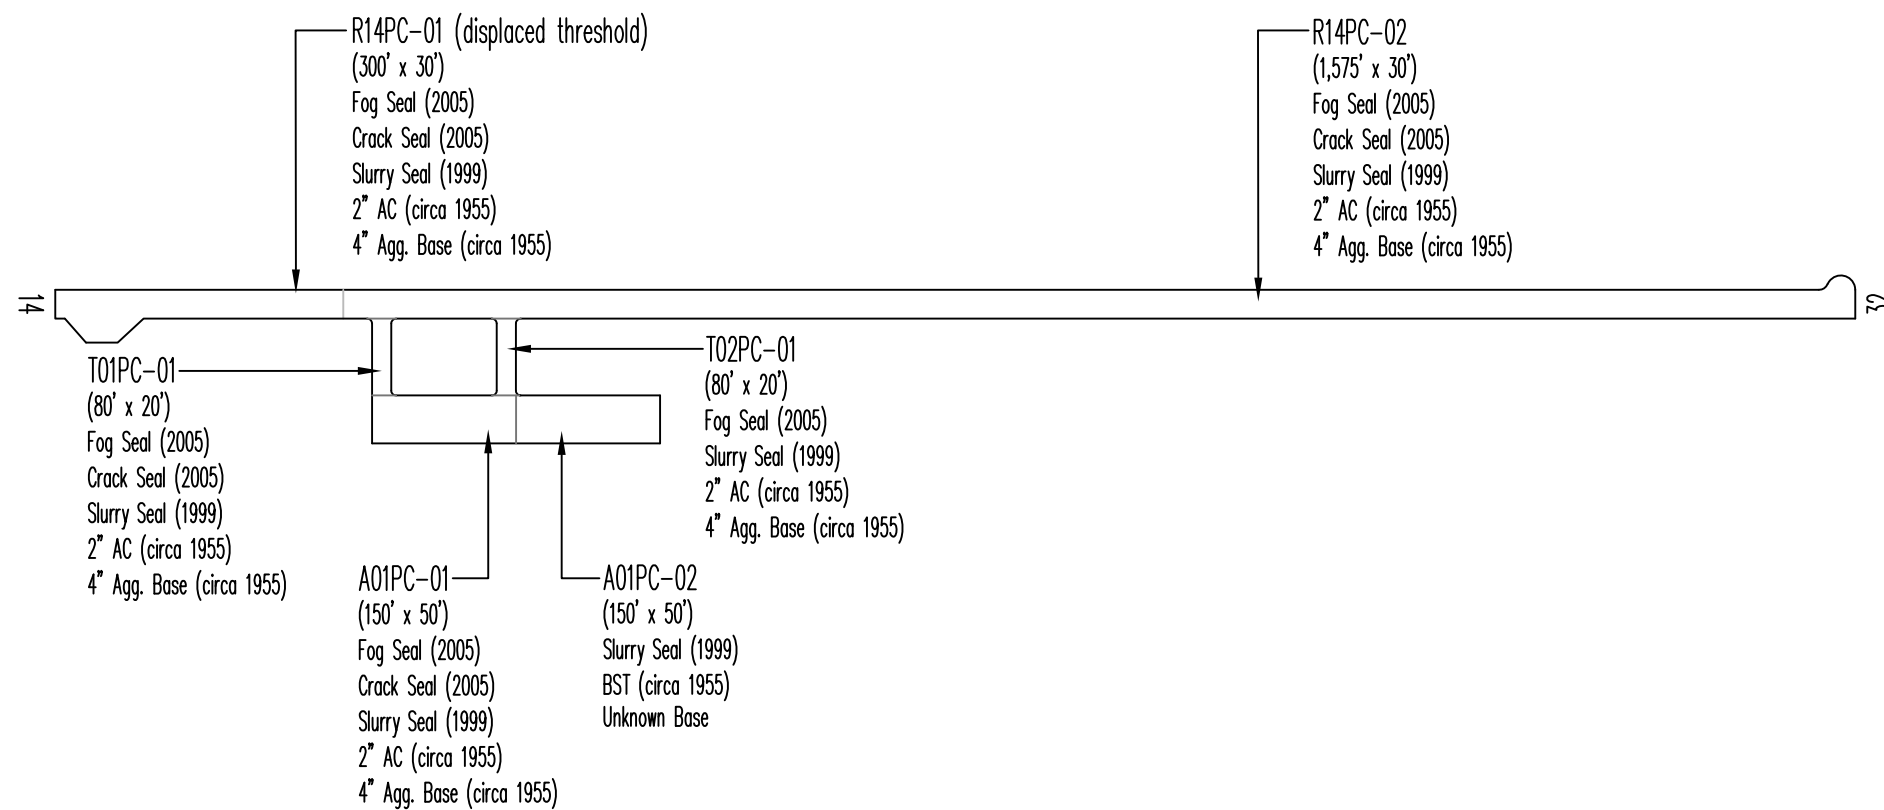 R14PC-01 (displaced threshold)
(300' x 30')
Fog Seal (2005)
Crack Seal (2005)
Slurry Seal (1999)
2" AC (circa 1955)
4" Agg. Base (circa 1955)
R14PC-02
(1,575' x 30')
Fog Seal (2005)
Crack Seal (2005)
Slurry Seal (1999)
2" AC (circa 1955)
4" Agg. Base (circa 1955)
14
T01PC-01
(80' x 20')
Fog Seal (2005)
Crack Seal (2005)
Slurry Seal (1999)
2" AC (circa 1955)
4" Agg. Base (circa 1955)
T02PC-01
(80' x 20')
Fog Seal (2005)
Slurry Seal (1999)
2" AC (circa 1955)
4" Agg. Base (circa 1955)
A01PC-01
(150' x 50')
Fog Seal (2005)
Crack Seal (2005)
Slurry Seal (1999)
2" AC (circa 1955)
4" Agg. Base (circa 1955)
A01PC-02
(150' x 50')
Slurry Seal (1999)
BST (circa 1955)
Unknown Base